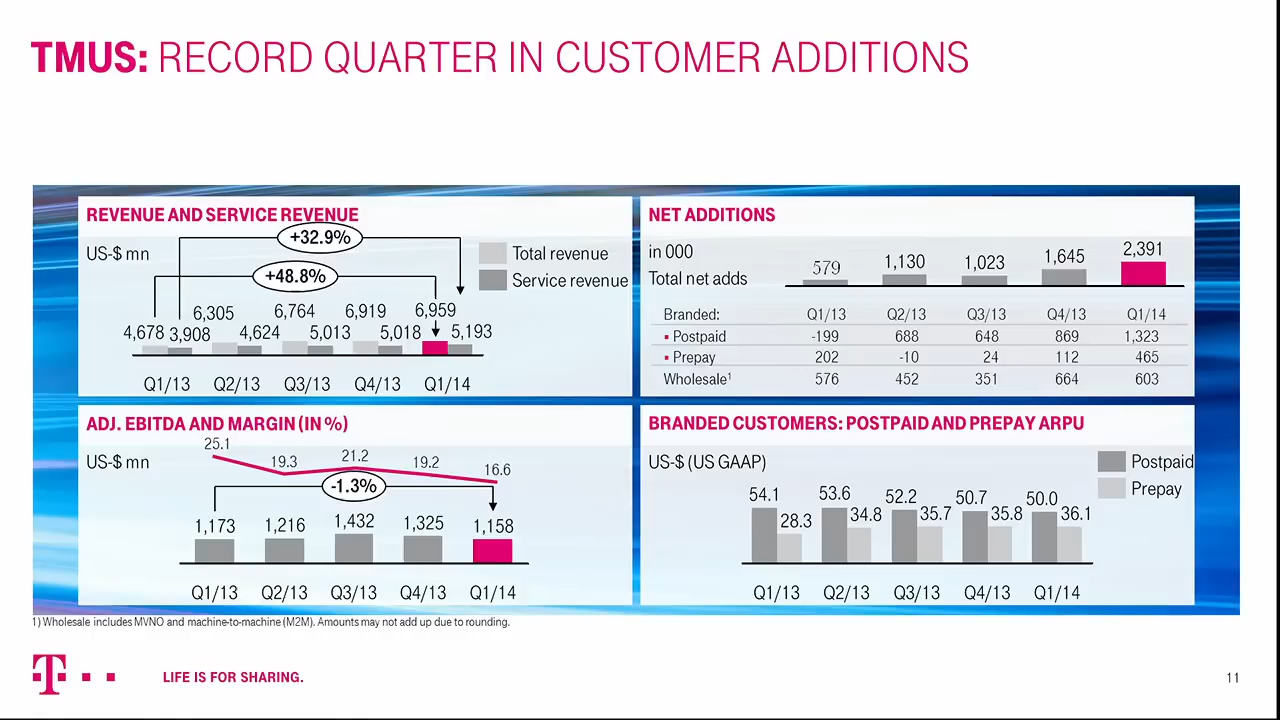 TMUS: RECORD QUARTER IN CUSTOMER ADDITIONS
REVENUE AND SERVICE REVENUE
US-$ mn
+32.9%
+48.8%
Total revenue
Service revenue
4,678 3,908 6,305 4,624 6,764 5,013 6,919 5,018 6,959 5,193
Q1/13 Q2/13 Q3/13 Q4/13 Q1/14
NET ADDITIONS
in 000
Total net adds 579 1,130 1,023 1,645 2,391
Branded: Q1/13 Q2/13 Q3/13 Q4/13 Q1/14
▪ Postpaid -199 688 648 869 1,323
▪ Prepay 202 -10 24 112 465
Wholesale¹ 576 452 351 664 603
ADJ. EBITDA AND MARGIN (IN %)
US-$ mn
25.1 19.3 21.2 19.2 16.6
-1.3%
1,173 1,216 1,432 1,325 1,158
Q1/13 Q2/13 Q3/13 Q4/13 Q1/14
BRANDED CUSTOMERS: POSTPAID AND PREPAY ARPU
US-$ (US GAAP)
Postpaid
Prepay
54.1 28.3 53.6 34.8 52.2 35.7 50.7 35.8 50.0 36.1
Q1/13 Q2/13 Q3/13 Q4/13 Q1/14
1) Wholesale includes MVNO and machine-to-machine (M2M). Amounts may not add up due to rounding.
T
LIFE IS FOR SHARING.
11